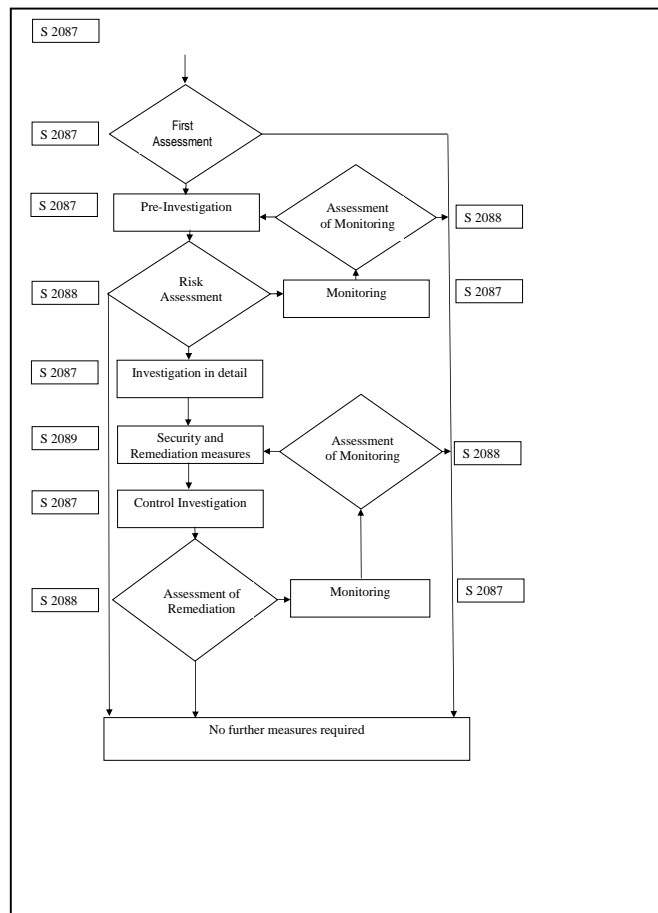 S 2087
S 2087
First
Assessment
S 2087
Pre-Investigation
Assessment
of Monitoring
S 2088
S 2088
Risk
Assessment
Monitoring
S 2087
S 2087
Investigation in detail
S 2089
Security and
Remediation measures
Assessment
of Monitoring
S 2088
S 2087
Control Investigation
S 2088
Assessment of
Remediation
Monitoring
S 2087
No further measures required